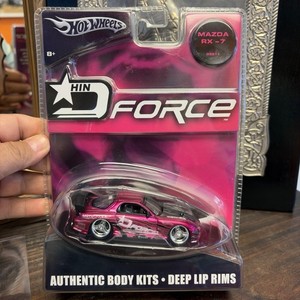 HOT WHEELS
MAZDA
RX-7
8+
HIN
D FORCE
AUTHENTIC BODY KITS • DEEP LIP RIMS